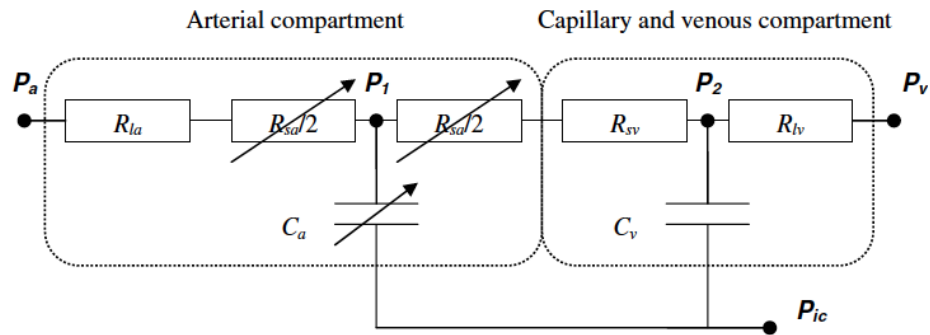 Arterial compartment
Capillary and venous compartment
Pa
P1
P2
Pv
Rla
Rsa/2
Rsa/2
Rsv
Rlv
Ca
Cv
Pic